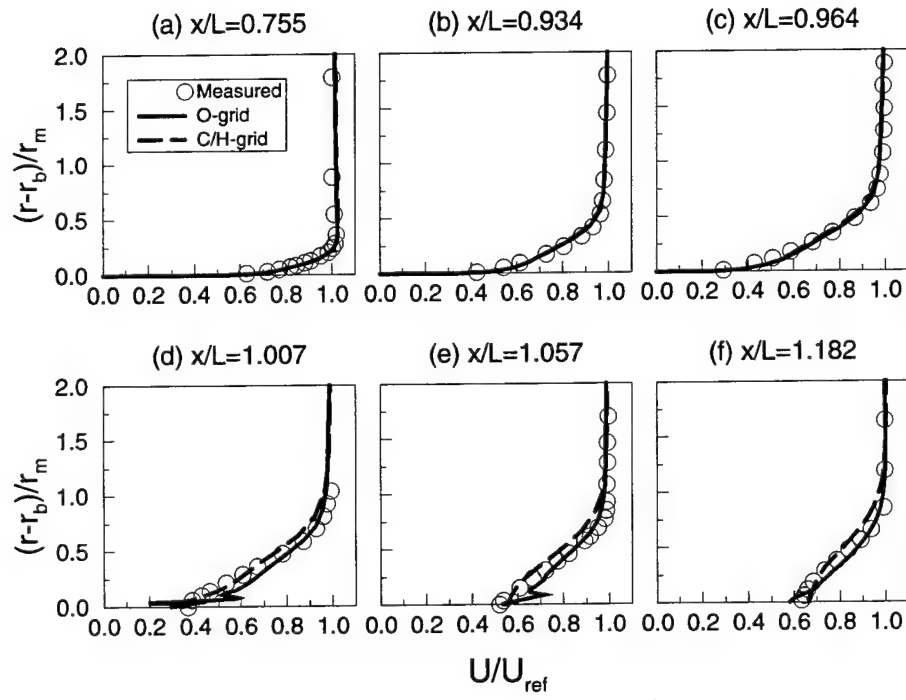 (a) x/L=0.755
(b) x/L=0.934
(c) x/L=0.964
2.0
1.5
1.0
0.5
0.0
(r-r_b)/r_m
Measured
O-grid
C/H-grid
0.0 0.2 0.4 0.6 0.8 1.0
0.0 0.2 0.4 0.6 0.8 1.0
0.0 0.2 0.4 0.6 0.8 1.0
(d) x/L=1.007
(e) x/L=1.057
(f) x/L=1.182
2.0
1.5
1.0
0.5
0.0
(r-r_b)/r_m
0.0 0.2 0.4 0.6 0.8 1.0
0.0 0.2 0.4 0.6 0.8 1.0
0.0 0.2 0.4 0.6 0.8 1.0
U/U_ref